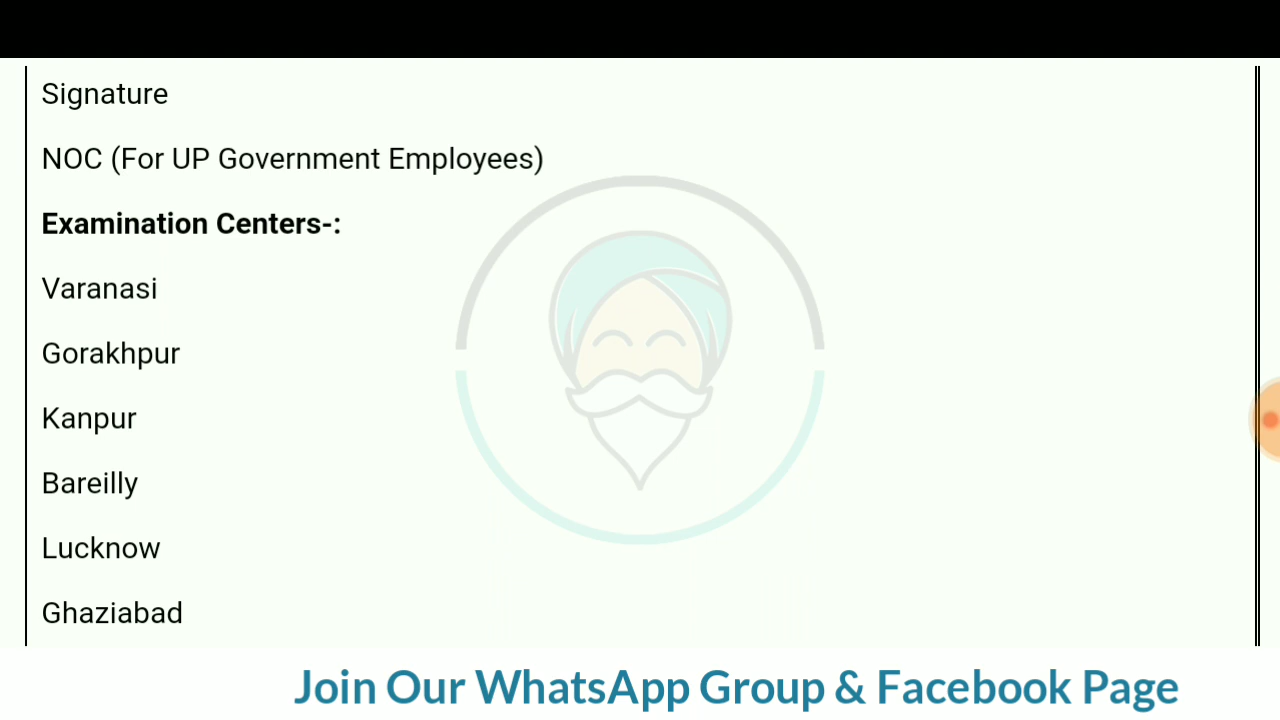 Signature
NOC (For UP Government Employees)
Examination Centers-:
Varanasi
Gorakhpur
Kanpur
Bareilly
Lucknow
Ghaziabad
Join Our WhatsApp Group & Facebook Page